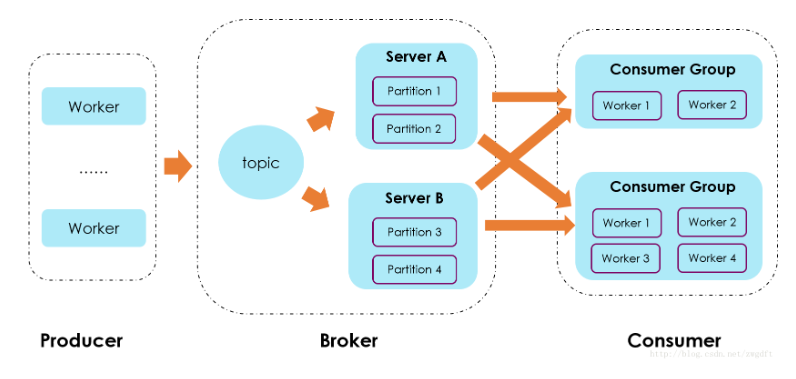 Worker
......
Worker
Producer
topic
Server A
Partition 1
Partition 2
Server B
Partition 3
Partition 4
Broker
Consumer Group
Worker 1
Worker 2
Consumer Group
Worker 1
Worker 2
Worker 3
Worker 4
Consumer
http://blog.csdn.net/zmgdft